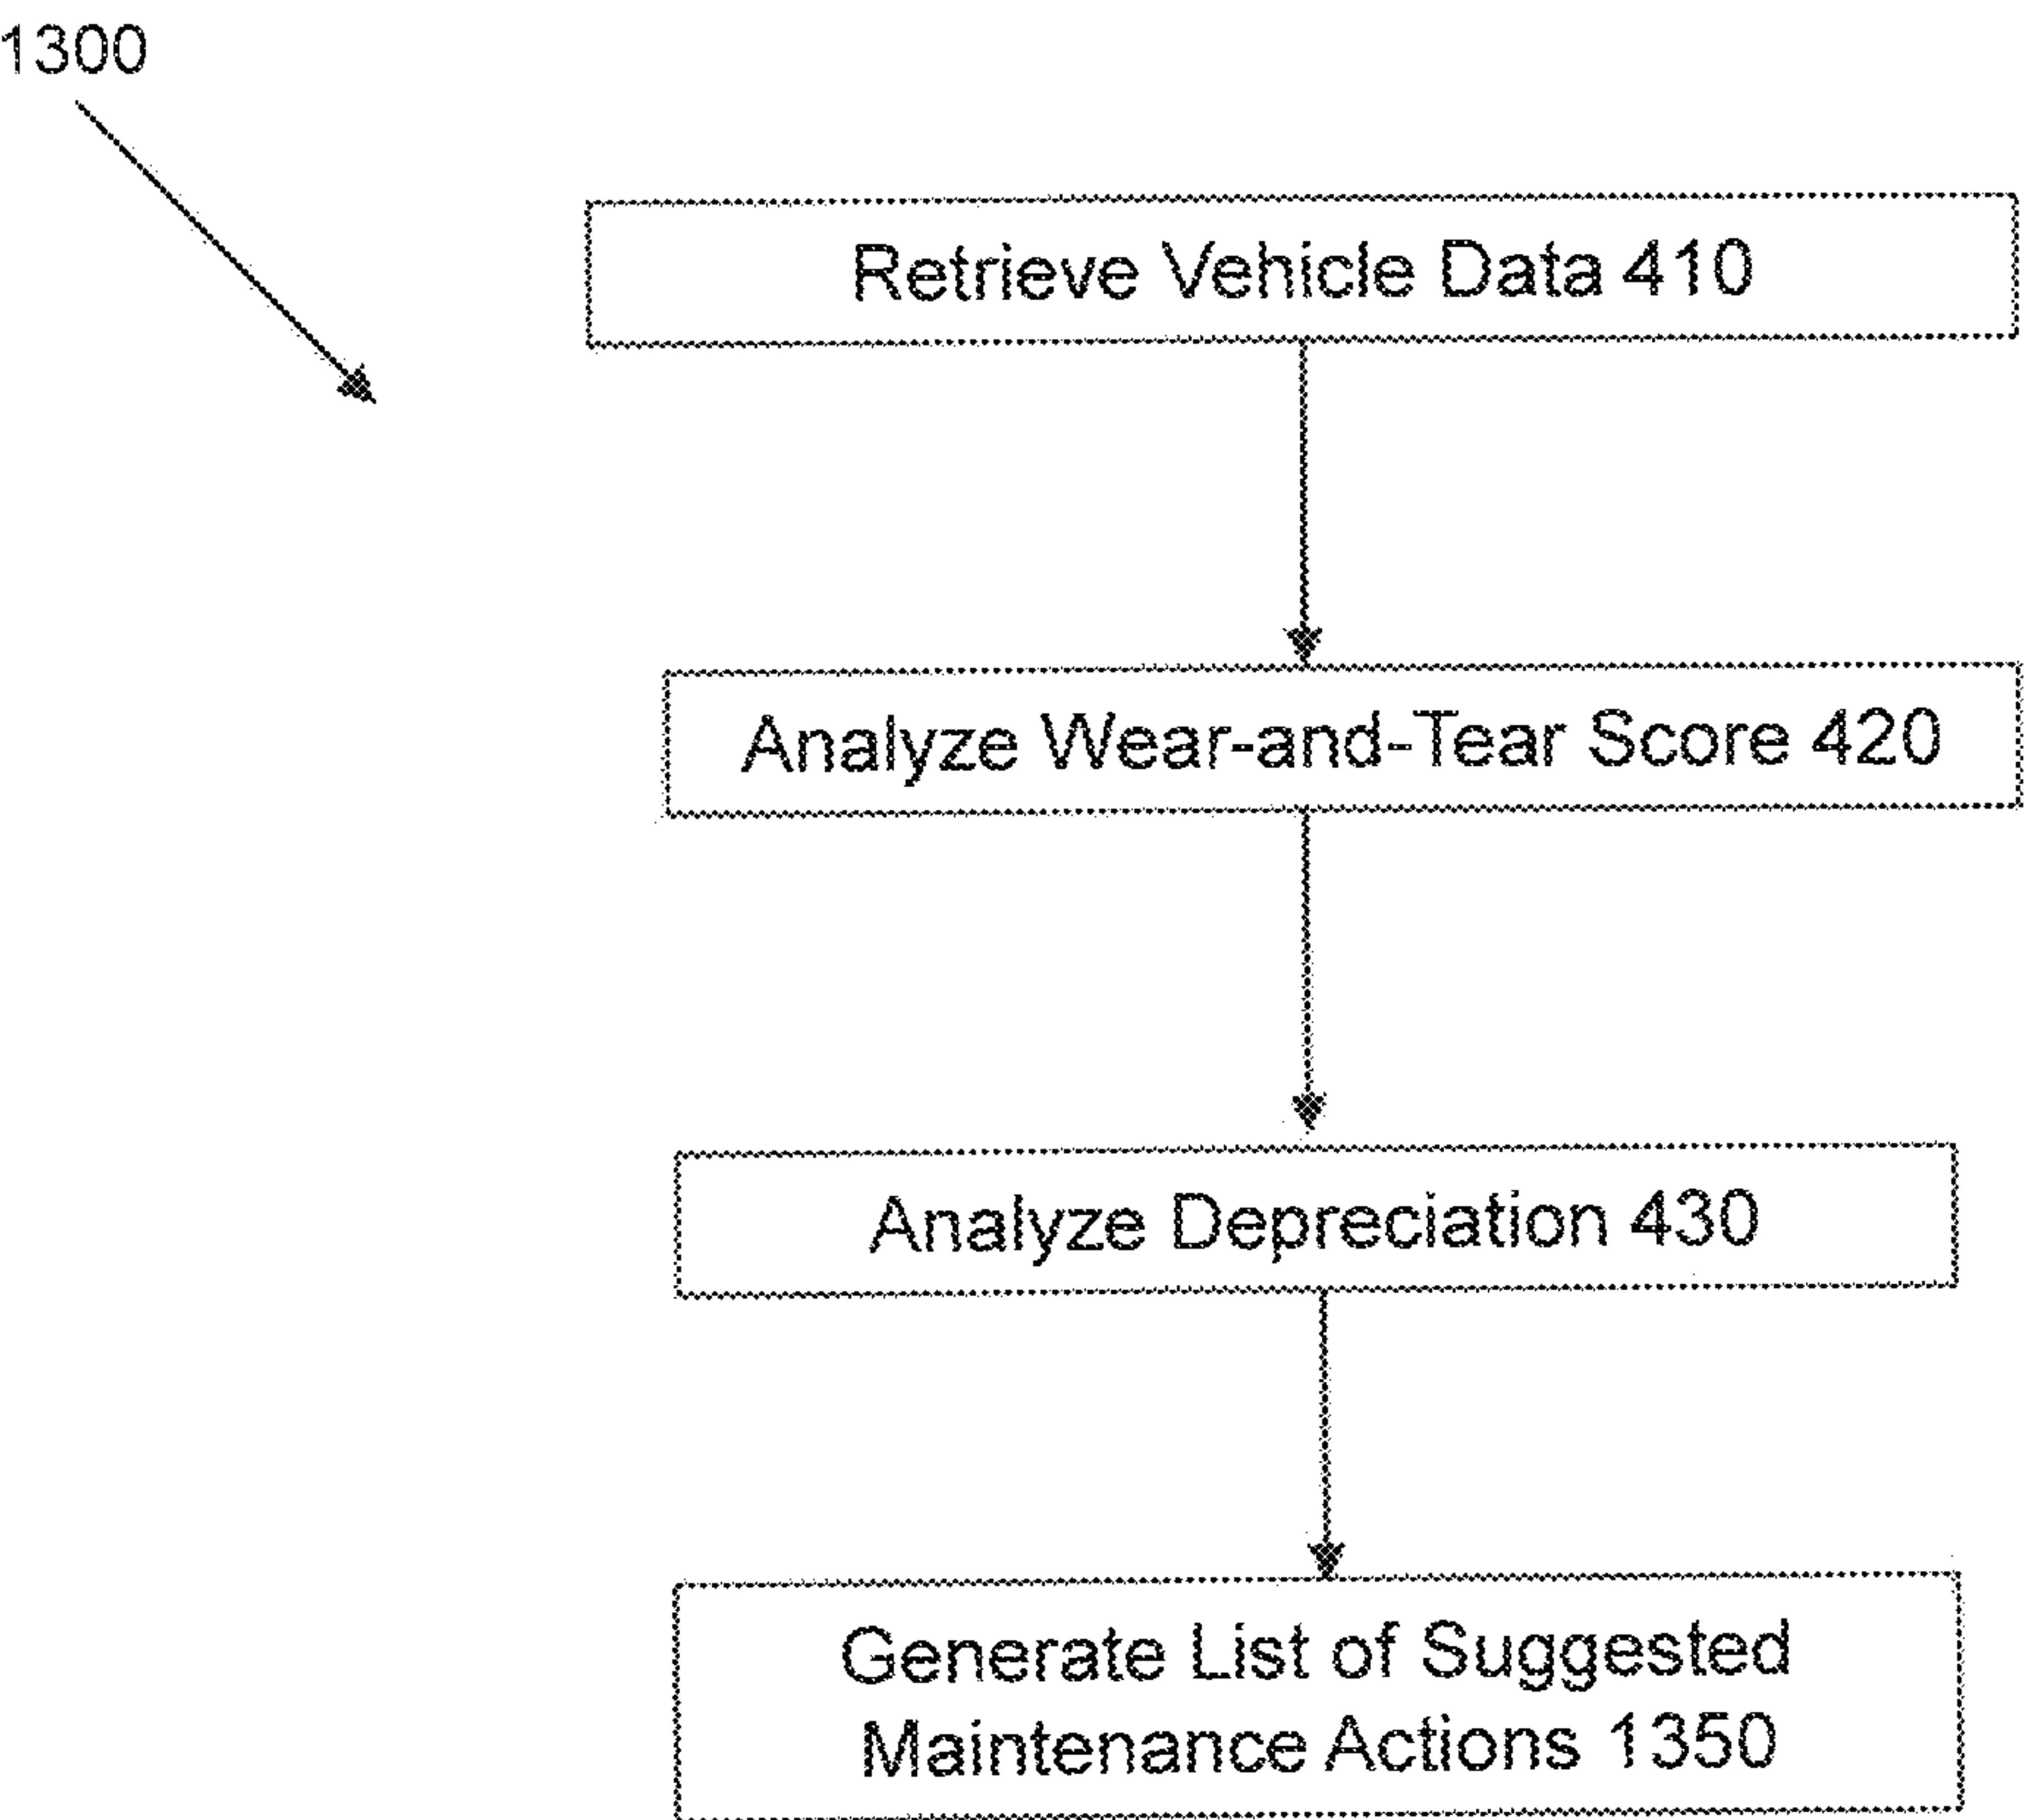 1300
Retrieve Vehicle Data 410
Analyze Wear-and-Tear Score 420
Analyze Depreciation 430
Generate List of Suggested
Maintenance Actions 1350